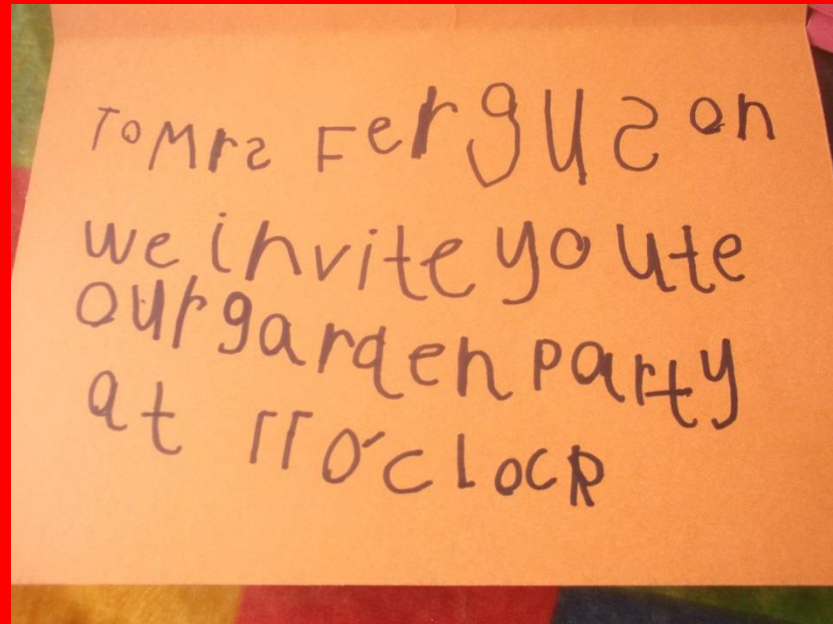 To Mrs Ferguson
we invite you te
our garden party
at 11 o'clock